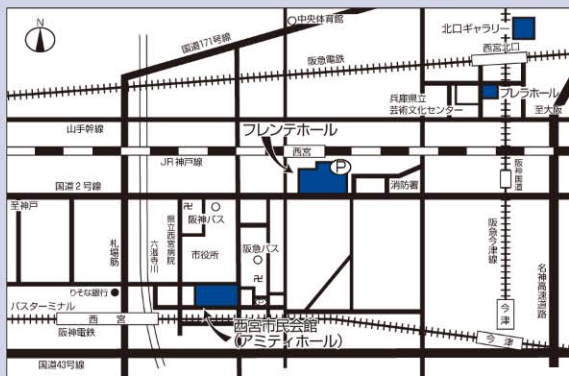 N
中央体育館
北口ギャラリー
国道171号線
西宮北口
阪急電鉄
兵庫県立
芸術文化センター
プレラホール
至大阪
山手幹線
フレンテホール
西宮
P
JR神戸線
阪神国道
国道2号線
消防署
至神戸
阪神バス
札場筋
六湛寺川
県立西宮病院
市役所
阪急バス
阪急今津線
名神高速道路
りそな銀行
バスターミナル
西宮
阪神電鉄
西宮市民会館
(アミティホール)
今津
今津
国道43号線